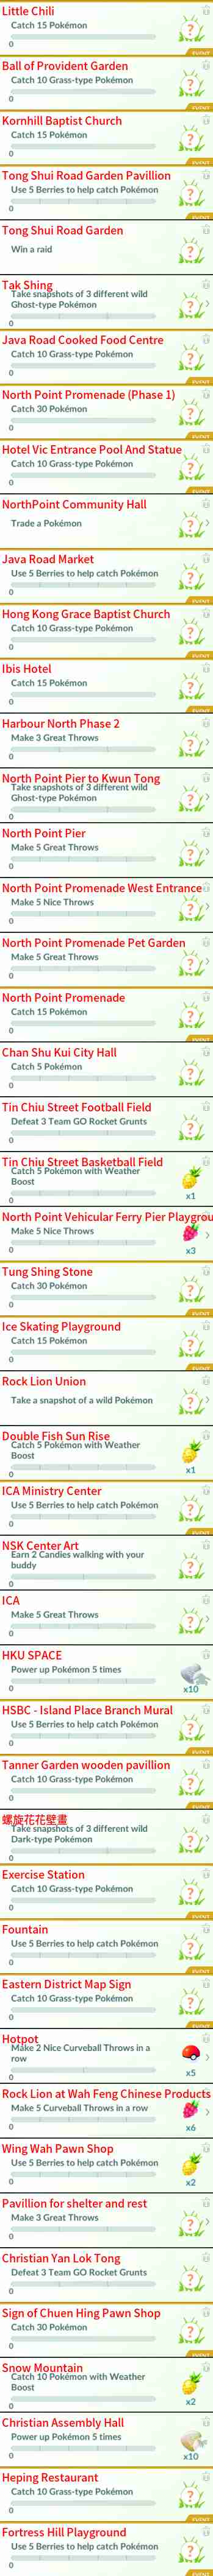 Little Chili
Catch 15 Pokémon
0
EVENT
Ball of Provident Garden
Catch 10 Grass-type Pokémon
0
EVENT
Kornhill Baptist Church
Catch 15 Pokémon
0
EVENT
Tong Shui Road Garden Pavillion
Use 5 Berries to help catch Pokémon
0
EVENT
Tong Shui Road Garden
Win a raid
Tak Shing
Take snapshots of 3 different wild
Ghost-type Pokémon
0
Java Road Cooked Food Centre
Catch 10 Grass-type Pokémon
0
EVENT
North Point Promenade (Phase 1)
Catch 30 Pokémon
0
EVENT
Hotel Vic Entrance Pool And Statue
Catch 10 Grass-type Pokémon
0
EVENT
NorthPoint Community Hall
Trade a Pokémon
Java Road Market
Use 5 Berries to help catch Pokémon
0
EVENT
Hong Kong Grace Baptist Church
Catch 10 Grass-type Pokémon
0
EVENT
Ibis Hotel
Catch 15 Pokémon
0
EVENT
Harbour North Phase 2
Make 3 Great Throws
0
North Point Pier to Kwun Tong
Take snapshots of 3 different wild
Ghost-type Pokémon
0
North Point Pier
Make 5 Great Throws
0
North Point Promenade West Entrance
Make 5 Nice Throws
0
North Point Promenade Pet Garden
Make 5 Great Throws
0
North Point Promenade
Catch 15 Pokémon
0
EVENT
Chan Shu Kui City Hall
Catch 5 Pokémon
0
Tin Chiu Street Football Field
Defeat 3 Team GO Rocket Grunts
0
Tin Chiu Street Basketball Field
Catch 5 Pokémon with Weather
Boost
0
x1
North Point Vehicular Ferry Pier Playgrou
Make 5 Nice Throws
0
x3
Tung Shing Stone
Catch 30 Pokémon
0
EVENT
Ice Skating Playground
Catch 15 Pokémon
0
EVENT
Rock Lion Union
Take a snapshot of a wild Pokémon
Double Fish Sun Rise
Catch 5 Pokémon with Weather
Boost
0
x1
ICA Ministry Center
Use 5 Berries to help catch Pokémon
0
EVENT
NSK Center Art
Earn 2 Candies walking with your
buddy
0
ICA
Make 5 Great Throws
0
HKU SPACE
Power up Pokémon 5 times
0
x10
HSBC - Island Place Branch Mural
Use 5 Berries to help catch Pokémon
0
EVENT
Tanner Garden wooden pavillion
Catch 10 Grass-type Pokémon
0
EVENT
螺旋花花壁畫
Take snapshots of 3 different wild
Dark-type Pokémon
0
Exercise Station
Catch 10 Grass-type Pokémon
0
EVENT
Fountain
Use 5 Berries to help catch Pokémon
0
EVENT
Eastern District Map Sign
Catch 10 Grass-type Pokémon
0
EVENT
Hotpot
Make 2 Nice Curveball Throws in a
row
0
x5
Rock Lion at Wah Feng Chinese Products
Make 5 Curveball Throws in a row
0
x6
Wing Wah Pawn Shop
Use 5 Berries to help catch Pokémon
0
x2
Pavillion for shelter and rest
Make 3 Great Throws
0
Christian Yan Lok Tong
Defeat 3 Team GO Rocket Grunts
0
Sign of Chuen Hing Pawn Shop
Catch 30 Pokémon
0
EVENT
Snow Mountain
Catch 10 Pokémon with Weather
Boost
0
x2
Christian Assembly Hall
Power up Pokémon 5 times
0
x10
Heping Restaurant
Catch 10 Grass-type Pokémon
0
EVENT
Fortress Hill Playground
Use 5 Berries to help catch Pokémon
0
EVENT